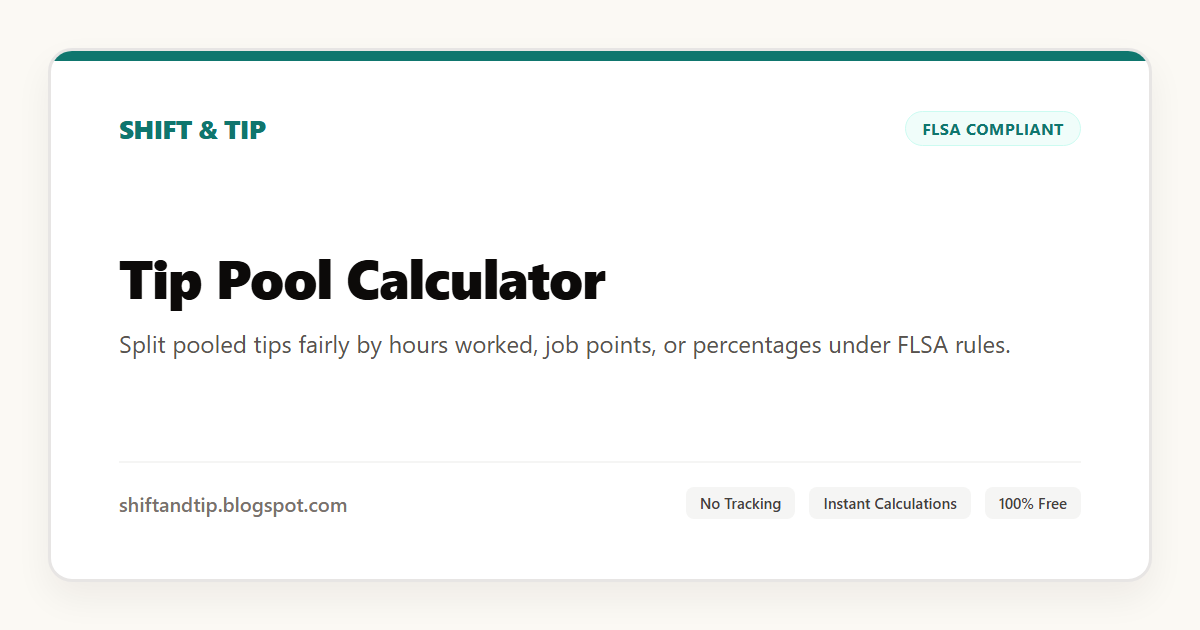 SHIFT & TIP
FLSA COMPLIANT
Tip Pool Calculator
Split pooled tips fairly by hours worked, job points, or percentages under FLSA rules.
shiftandtip.blogspot.com
No Tracking
Instant Calculations
100% Free